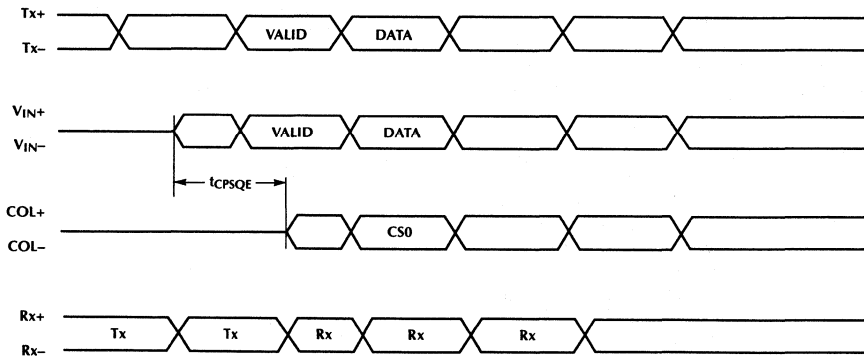 Tx+
Tx–
VALID DATA
VIN+
VIN–
VALID DATA
tCPSQE
COL+
COL–
CS0
Rx+
Rx–
Tx Tx Rx Rx Rx